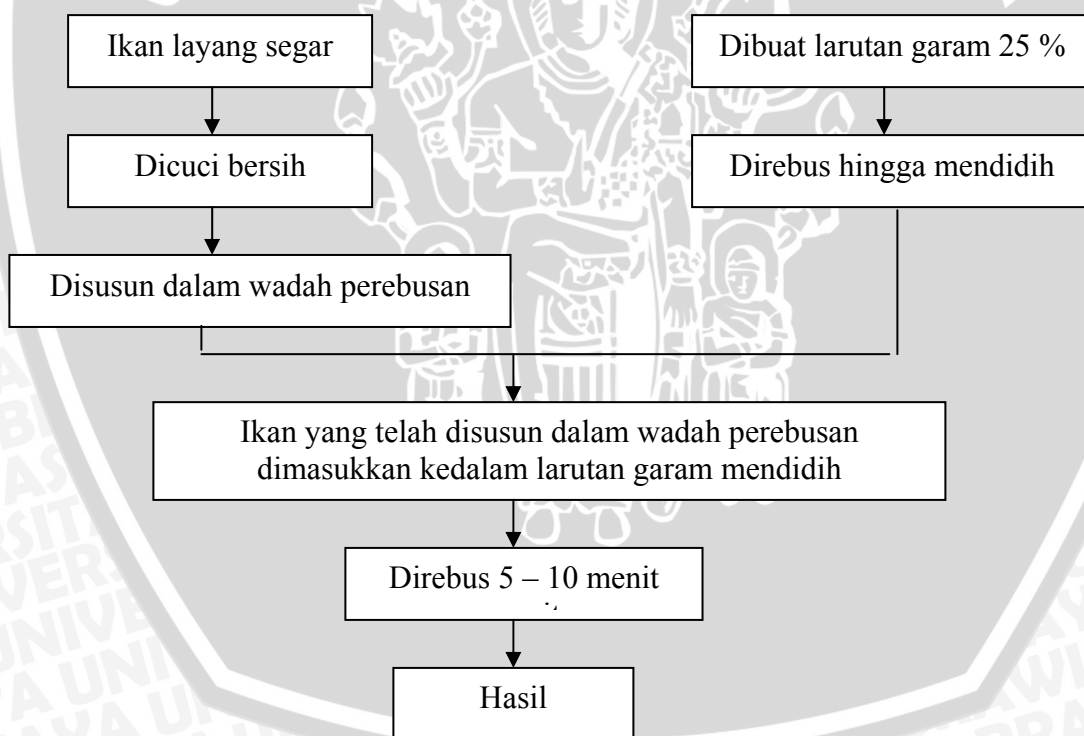 Ikan layang segar
Dibuat larutan garam 25 %
Dicuci bersih
Direbus hingga mendidih
Disusun dalam wadah perebusan
Ikan yang telah disusun dalam wadah perebusan
dimasukkan kedalam larutan garam mendidih
Direbus 5 – 10 menit
Hasil